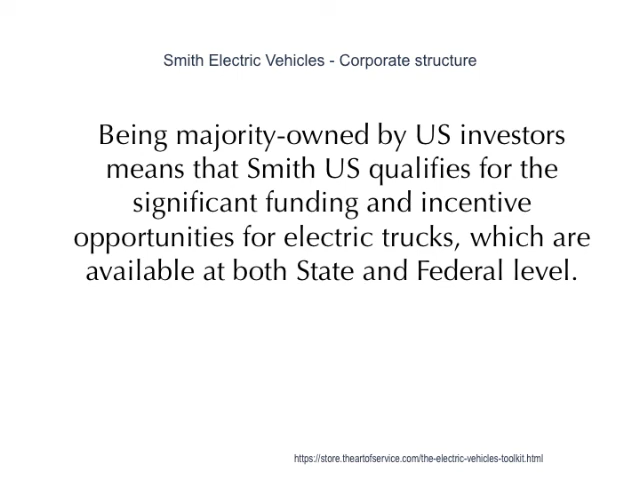 Smith Electric Vehicles - Corporate structure
Being majority-owned by US investors
means that Smith US qualifies for the
significant funding and incentive
opportunities for electric trucks, which are
available at both State and Federal level.
https://store.theartofservice.com/the-electric-vehicles-toolkit.html